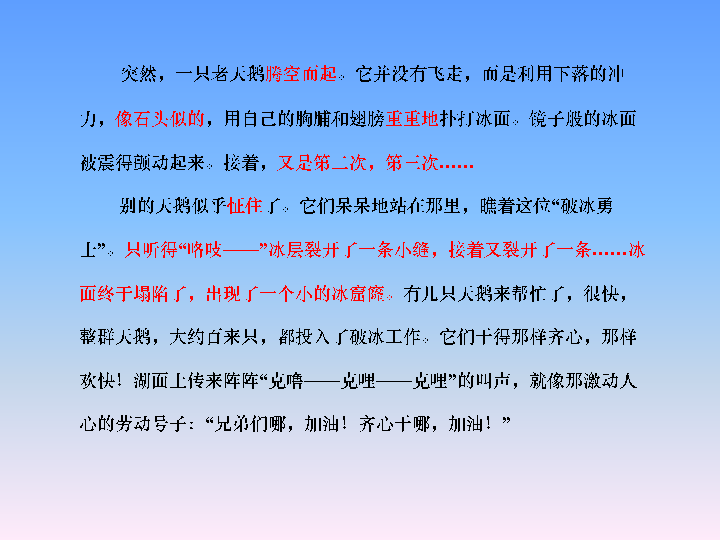 突然，一只老天鹅腾空而起。它并没有飞走，而是利用下落的冲
力，像石头似的，用自己的胸脯和翅膀重重地扑打冰面。镜子般的冰面
被震得颤动起来。接着，又是第二次，第三次……
别的天鹅似乎怔住了。它们呆呆地站在那里，瞧着这位“破冰勇
士”。只听得“咯吱——”冰层裂开了一条小缝，接着又裂开了一条……冰
面终于塌陷了，出现了一个小的冰窟窿。有几只天鹅来帮忙了，很快，
整群天鹅，大约百来只，都投入了破冰工作。它们干得那样齐心，那样
欢快！湖面上传来阵阵“克噜——克哩——克哩”的叫声，就像那激动人
心的劳动号子：“兄弟们哪，加油！齐心干哪，加油！”